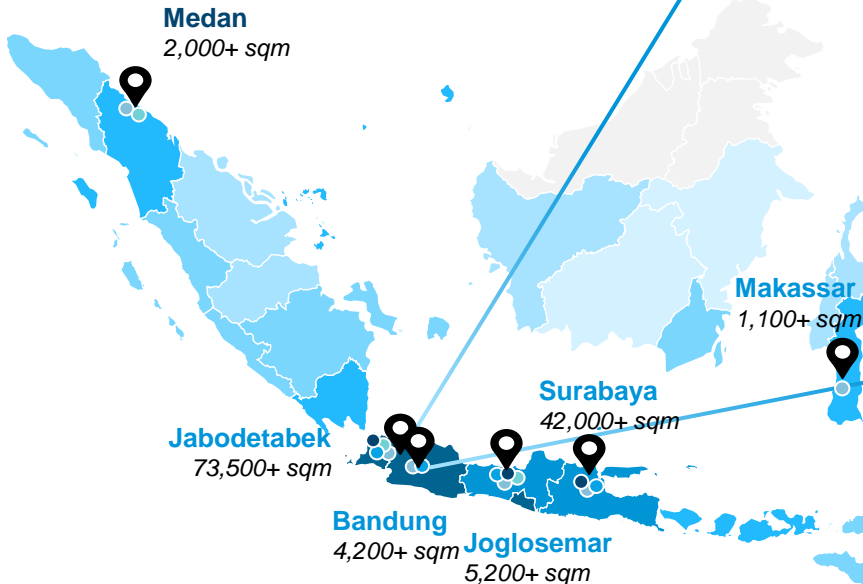 Medan
2,000+ sqm
Makassar
1,100+ sqm
Surabaya
42,000+ sqm
Jabodetabek
73,500+ sqm
Bandung
4,200+ sqm
Joglosemar
5,200+ sqm